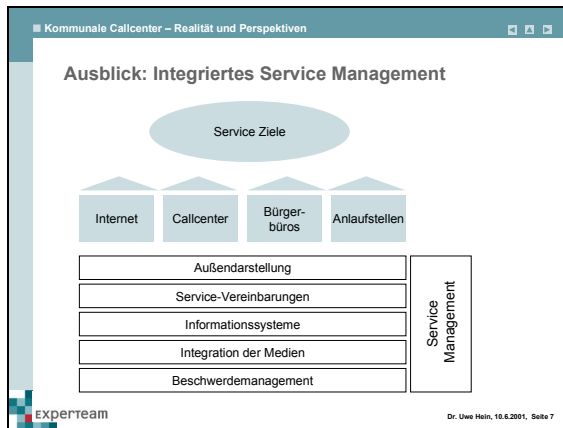 Kommunale Callcenter – Realität und Perspektiven
Ausblick: Integriertes Service Management
Service Ziele
Internet
Callcenter
Bürger-
büros
Anlaufstellen
Außendarstellung
Service-Vereinbarungen
Informationssysteme
Integration der Medien
Beschwerdemanagement
Service
Management
EXPERTeam
Dr. Uwe Hein, 10.6.2001, Seite 7